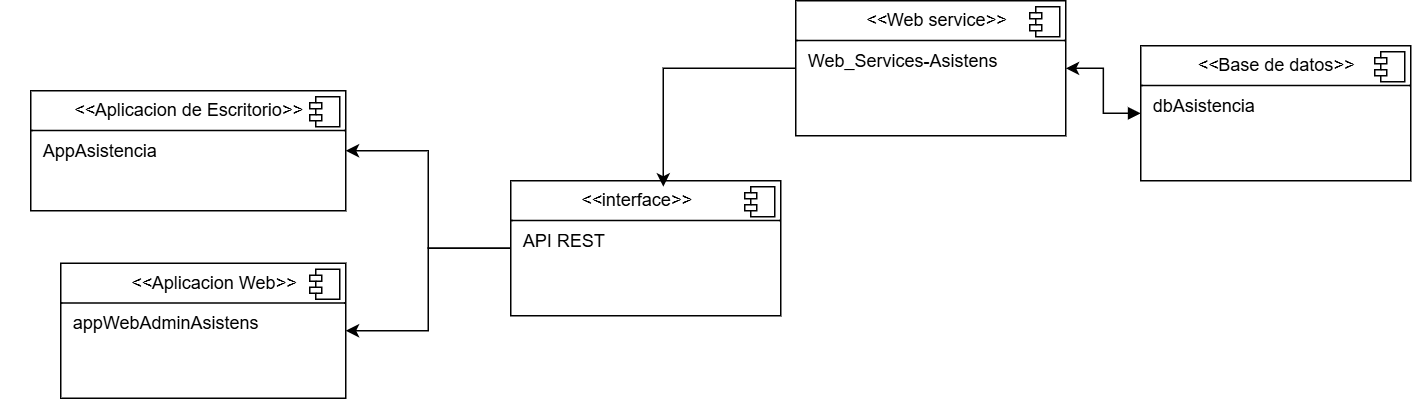 <<Web service>>
Web_Services-Asistens
<<Base de datos>>
dbAsistencia
<<Aplicacion de Escritorio>>
AppAsistencia
<<interface>>
API REST
<<Aplicacion Web>>
appWebAdminAsistens